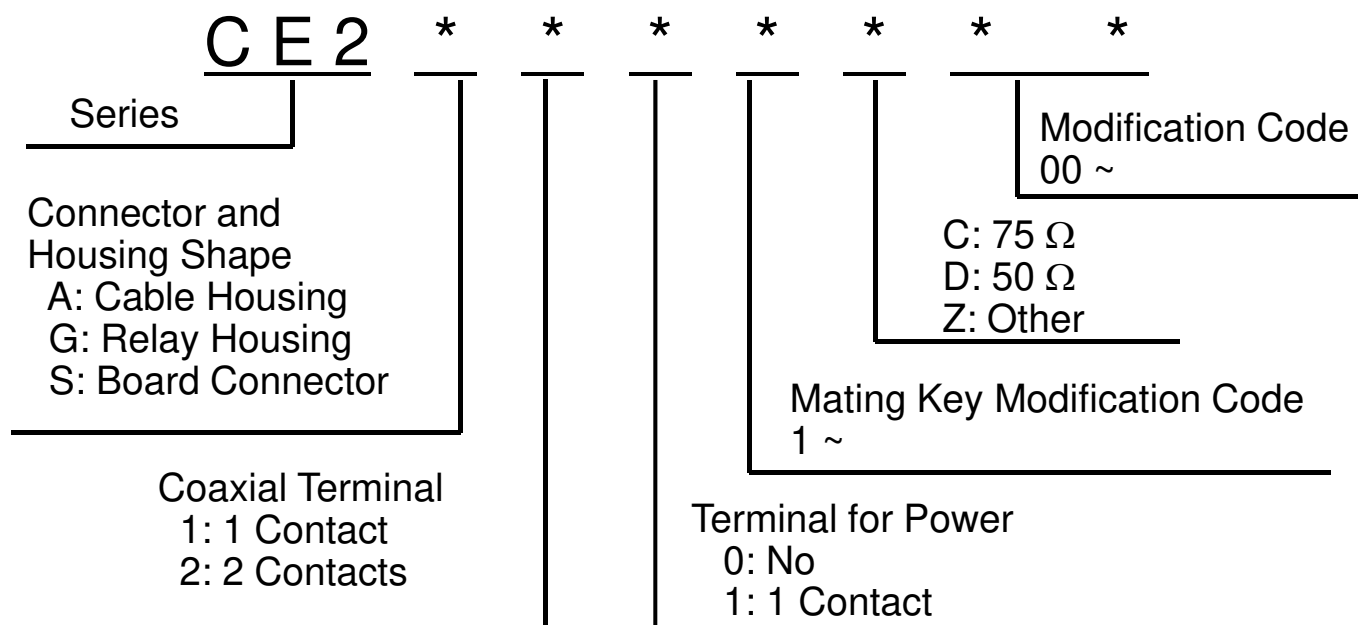 C E 2 * * * * * * *
Series
Modification Code
00 ~
Connector and
Housing Shape
A: Cable Housing
G: Relay Housing
S: Board Connector
C: 75 Ω
D: 50 Ω
Z: Other
Mating Key Modification Code
1 ~
Coaxial Terminal
1: 1 Contact
2: 2 Contacts
Terminal for Power
0: No
1: 1 Contact